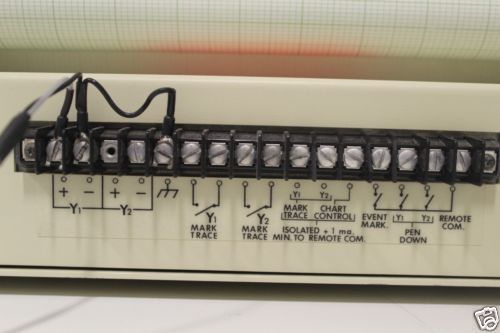 + - + -
Y1 Y2
Y1
MARK
TRACE
Y2
MARK
TRACE
Y1 Y2
MARK CHART
TRACE CONTROL
ISOLATED + 1 ma.
MIN. TO REMOTE COM.
EVENT
MARK.
Y1 Y2
PEN
DOWN
REMOTE
COM.
ebY